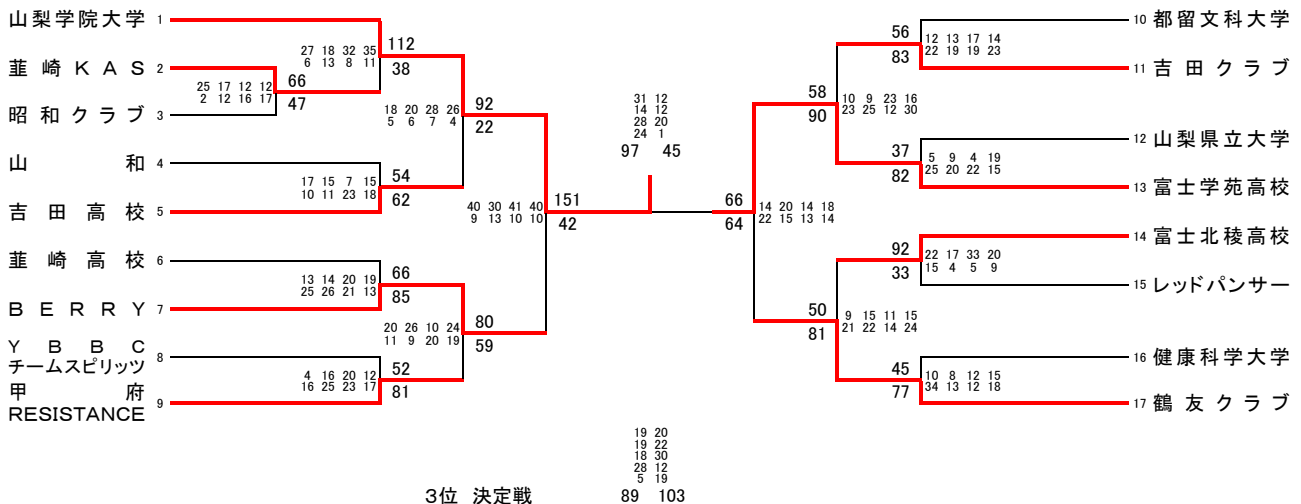 山梨学院大学 1
韮崎KAS 2
昭和クラブ 3
山和 4
吉田高校 5
韮崎高校 6
BERRY 7
YBBC
チームスピリッツ 8
甲府
RESISTANCE 9
25 17 12 12
2 12 16 17
66
47
27 18 32 35
6 13 8 11
112
38
17 15 7 15
10 11 23 18
54
62
13 14 20 19
25 26 21 13
66
85
4 16 20 12
16 25 23 17
52
81
18 20 28 26
5 6 7 4
92
22
20 26 10 24
11 9 20 19
80
59
40 30 41 40
9 13 10 10
151
42
31 12
14 12
28 20
24 1
97 45
66
64
14 20 14 18
22 15 13 14
58
90
10 9 23 16
23 25 12 30
50
81
9 15 11 15
21 22 14 24
56
83
12 13 17 14
22 19 19 23
37
82
5 9 4 19
25 20 22 15
92
33
22 17 33 20
15 4 5 9
45
77
10 8 12 15
34 13 12 18
10 都留文科大学
11 吉田クラブ
12 山梨県立大学
13 富士学苑高校
14 富士北稜高校
15 レッドパンサー
16 健康科学大学
17 鶴友クラブ
19 20
19 22
18 30
28 12
5 19
3位 決定戦 89 103